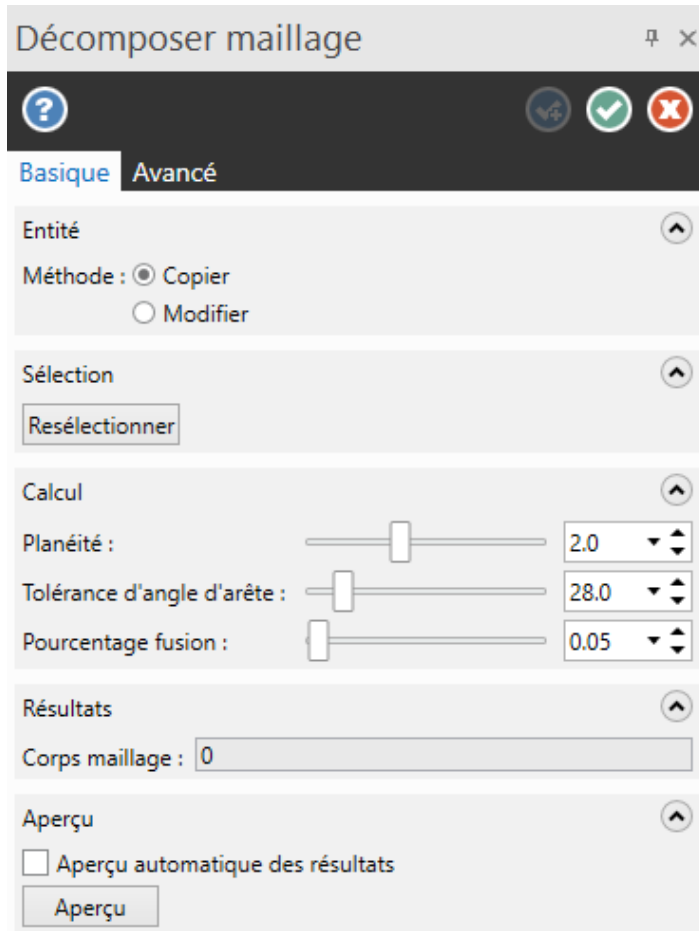 Décomposer maillage
Basique Avancé
Entité
Méthode : Copier
Modifier
Sélection
Resélectionner
Calcul
Planéité : 2.0
Tolérance d'angle d'arête : 28.0
Pourcentage fusion : 0.05
Résultats
Corps maillage : 0
Aperçu
Aperçu automatique des résultats
Aperçu